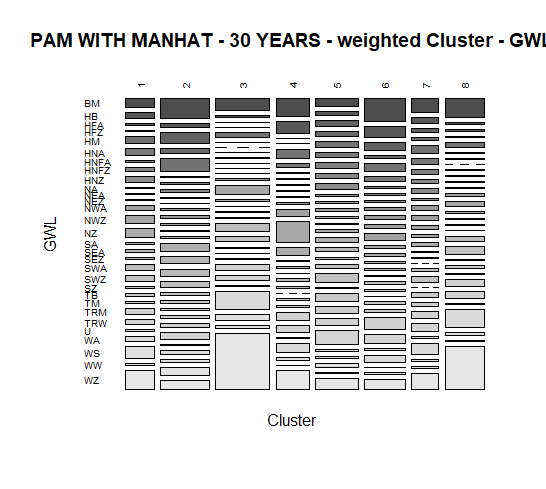 PAM WITH MANHAT - 30 YEARS - weighted Cluster - GWL
1 2 3 4 5 6 7 8
BM
HB
HFA
HFZ
HM
HNA
HNFA
HNFZ
HNZ
NA
NEA
NEZ
NWA
NWZ
NZ
SA
SEA
SEZ
SWA
SWZ
SZ
TB
TM
TRM
TRW
U
WA
WS
WW
WZ
GWL
Cluster